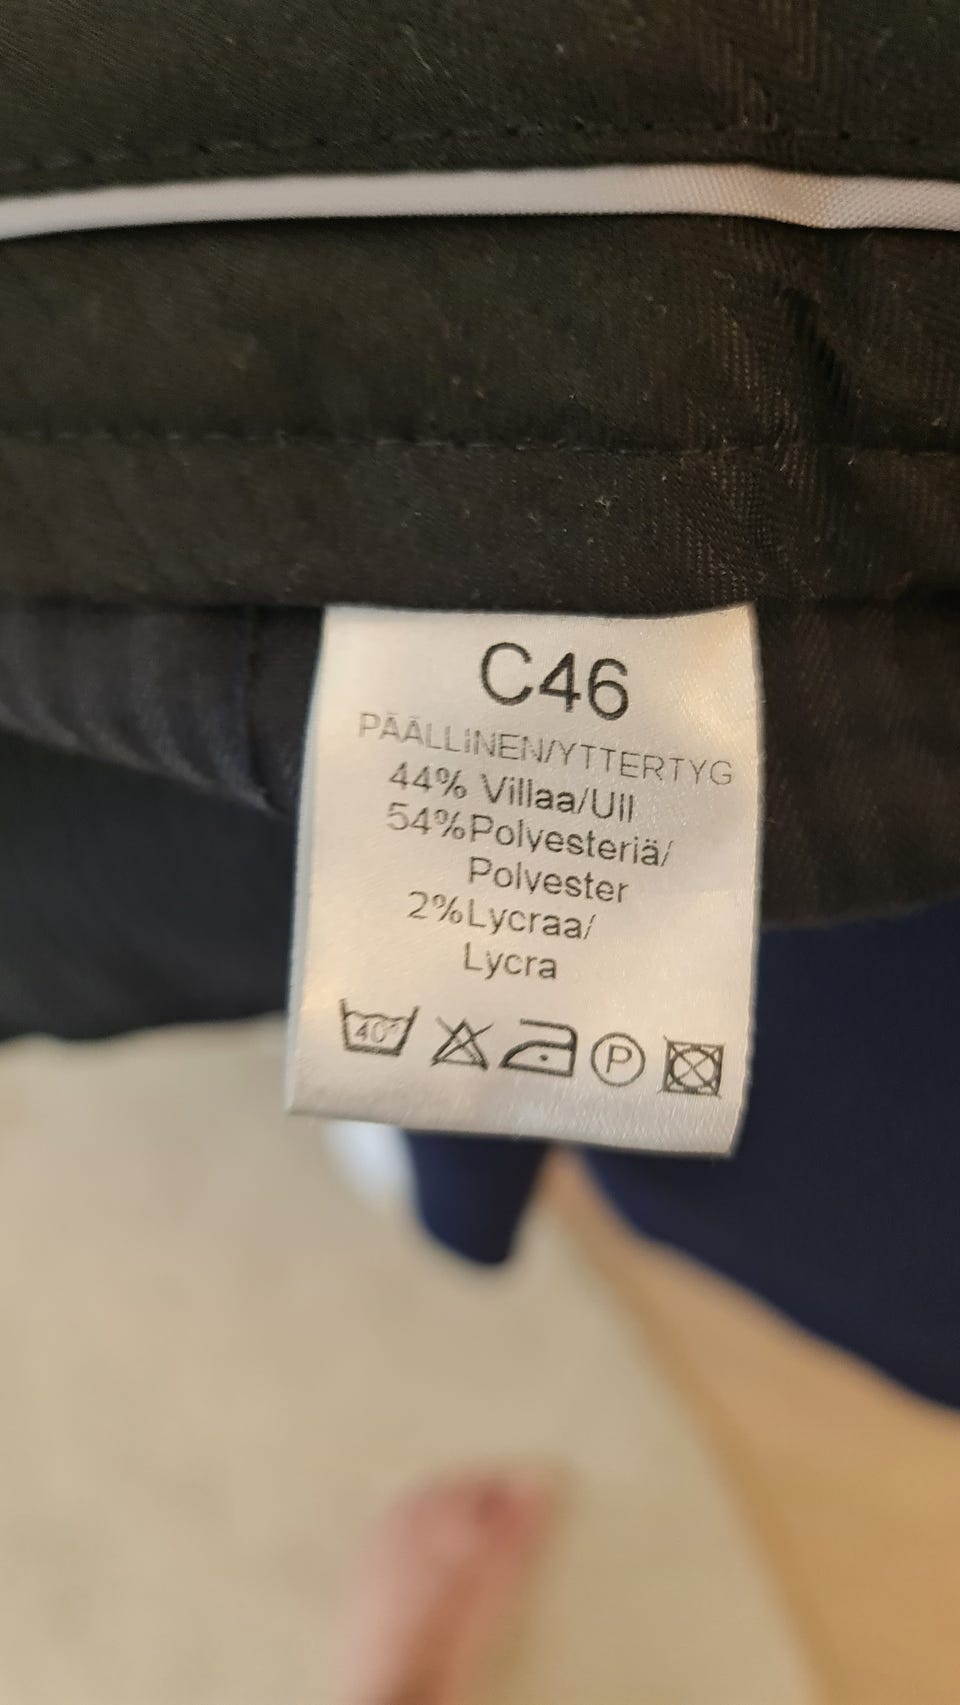 C46
PÄÄLLINEN/YTTERTYG
44% Villaa/Ull
54%Polyesteriä/
Polyester
2%Lycraa/
Lycra
40°
P